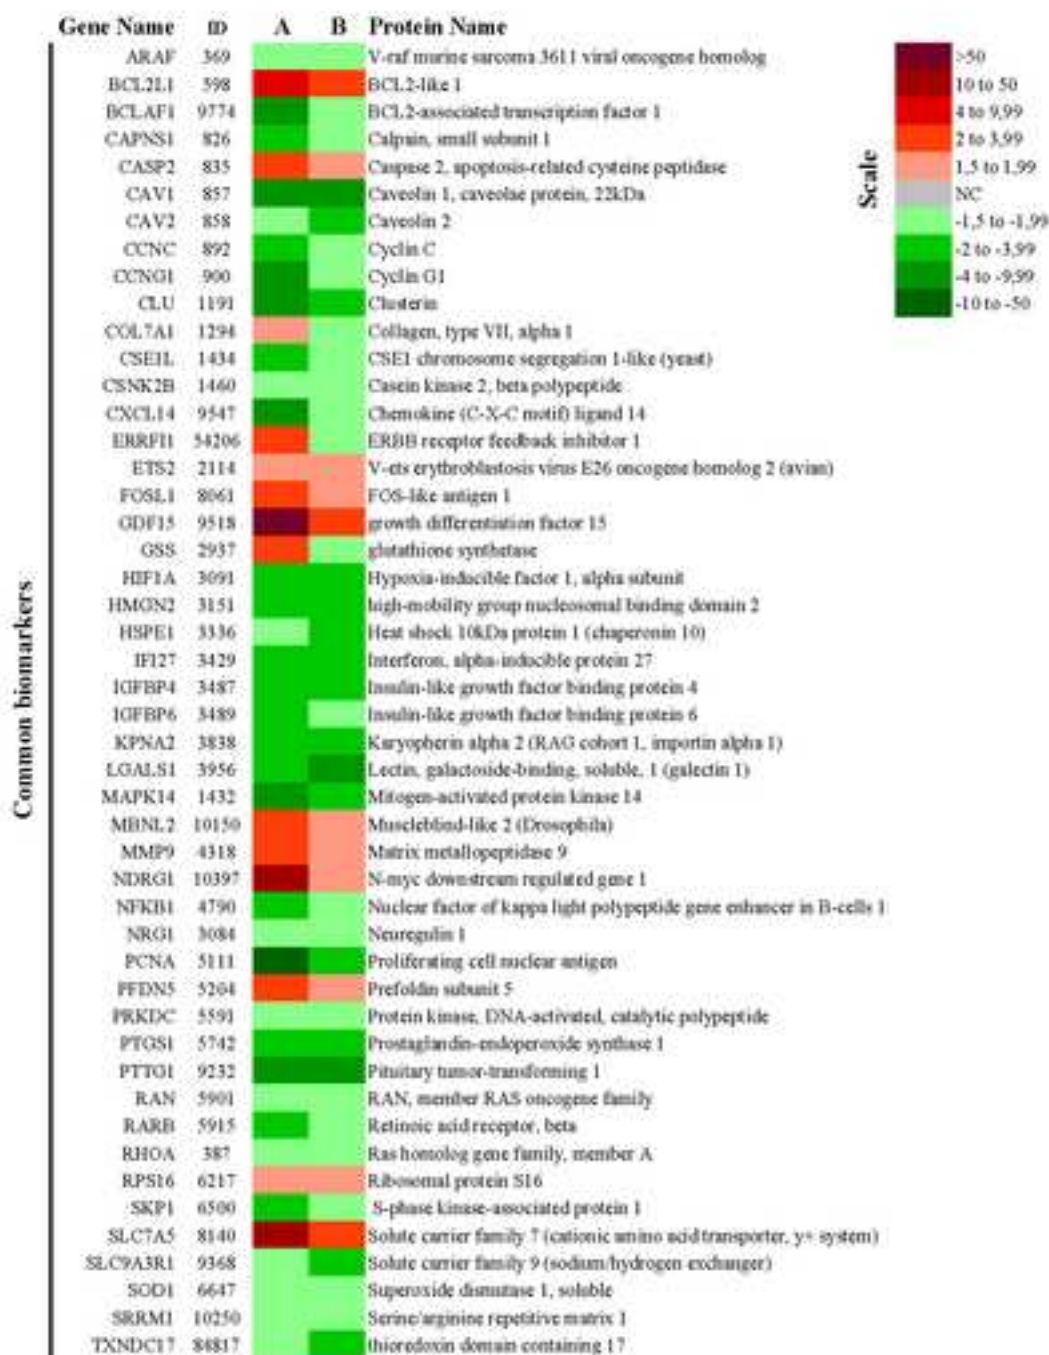 Gene Name ID A B Protein Name
ARAF 369 V-raf murine sarcoma 3611 viral oncogene homolog
BCL2L1 598 BCL2-like 1
BCLAF1 9774 BCL2-associated transcription factor 1
CAPNS1 826 Calpain, small subunit 1
CASP2 835 Caspase 2, apoptosis-related cysteine peptidase
CAV1 857 Caveolin 1, caveolae protein, 22kDa
CAV2 858 Caveolin 2
CCNC 892 Cyclin C
CCNG1 900 Cyclin G1
CLU 1191 Clusterin
COL7A1 1294 Collagen, type VII, alpha 1
CSE1L 1434 CSE1 chromosome segregation 1-like (yeast)
CSNK2B 1460 Casein kinase 2, beta polypeptide
CXCL14 9547 Chemokine (C-X-C motif) ligand 14
ERRFI1 54206 ERBB receptor feedback inhibitor 1
ETS2 2114 V-ets erythroblastosis virus E26 oncogene homolog 2 (avian)
FOSL1 8061 FOS-like antigen 1
GDF15 9518 growth differentiation factor 15
GSS 2937 glutathione synthetase
HIF1A 3091 Hypoxia-inducible factor 1, alpha subunit
HMGN2 3151 high-mobility group nucleosomal binding domain 2
HSPE1 3336 Heat shock 10kDa protein 1 (chaperonin 10)
IFI27 3429 Interferon, alpha-inducible protein 27
IGFBP4 3487 Insulin-like growth factor binding protein 4
IGFBP6 3489 Insulin-like growth factor binding protein 6
KPNA2 3838 Karyopherin alpha 2 (RAG cohort 1, importin alpha 1)
LGALS1 3956 Lectin, galactoside-binding, soluble, 1 (galectin 1)
MAPK14 1432 Mitogen-activated protein kinase 14
MBNL2 10150 Muscleblind-like 2 (Drosophila)
MMP9 4318 Matrix metallopeptidase 9
NDRG1 10397 N-myc downstream regulated gene 1
NFKB1 4790 Nuclear factor of kappa light polypeptide gene enhancer in B-cells 1
NRG1 3084 Neuregulin 1
PCNA 5111 Proliferating cell nuclear antigen
PFDN5 5204 Prefoldin subunit 5
PRKDC 5591 Protein kinase, DNA-activated, catalytic polypeptide
PTGS1 5742 Prostaglandin-endoperoxide synthase 1
PTTG1 9232 Pituitary tumor-transforming 1
RAN 5901 RAN, member RAS oncogene family
RARB 5915 Retinoic acid receptor, beta
RHOA 387 Ras homolog gene family, member A
RPS16 6217 Ribosomal protein S16
SKP1 6500 S-phase kinase-associated protein 1
SLC7A5 8140 Solute carrier family 7 (cationic amino acid transporter, y+ system)
SLC9A3R1 9368 Solute carrier family 9 (sodium/hydrogen exchanger)
SOD1 6647 Superoxide dismutase 1, soluble
SRRM1 10250 Serine/arginine repetitive matrix 1
TXNDC17 84817 thioredoxin domain containing 17
Common biomarkers
Scale
>50
10 to 50
4 to 9,99
2 to 3,99
1,5 to 1,99
NC
-1,5 to -1,99
-2 to -3,99
-4 to -9,99
-10 to -50